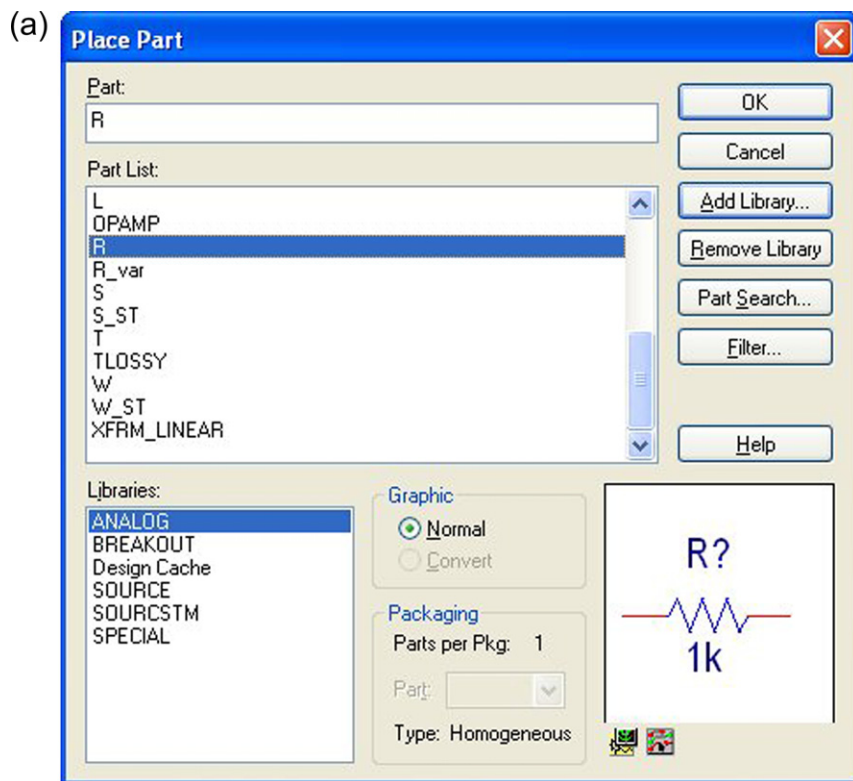 (a)
Place Part
Part:
R
Part List:
L
OPAMP
R
R_var
S
S_ST
T
TLOSSY
W
W_ST
XFRM_LINEAR
OK
Cancel
Add Library...
Remove Library
Part Search...
Filter...
Help
Libraries:
ANALOG
BREAKOUT
Design Cache
SOURCE
SOURCSTM
SPECIAL
Graphic
Normal
Convert
Packaging
Parts per Pkg: 1
Part:
Type: Homogeneous
R?
1k